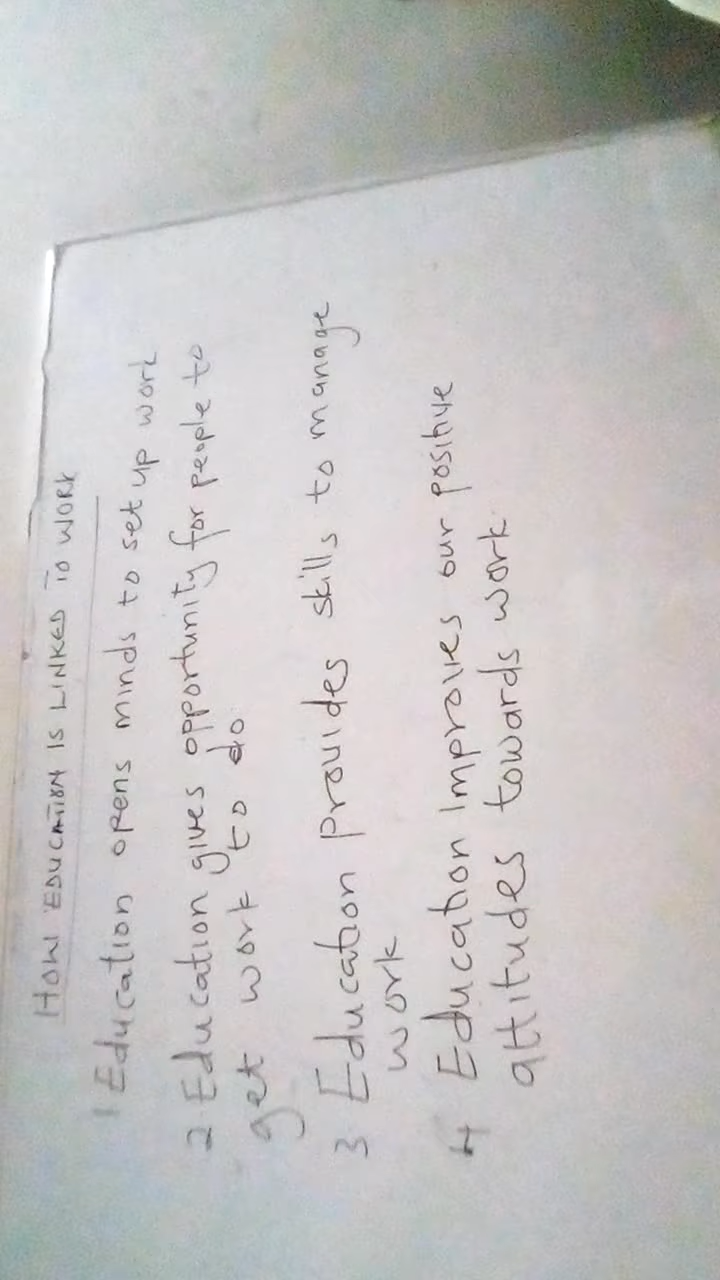 HOW EDUCATION IS LINKED TO WORK
1 Education opens minds to set up work
2 Education gives opportunity for people to
get work to do.
3 Education provides skills to manage
work
4 Education improves our positive
attitudes towards work.